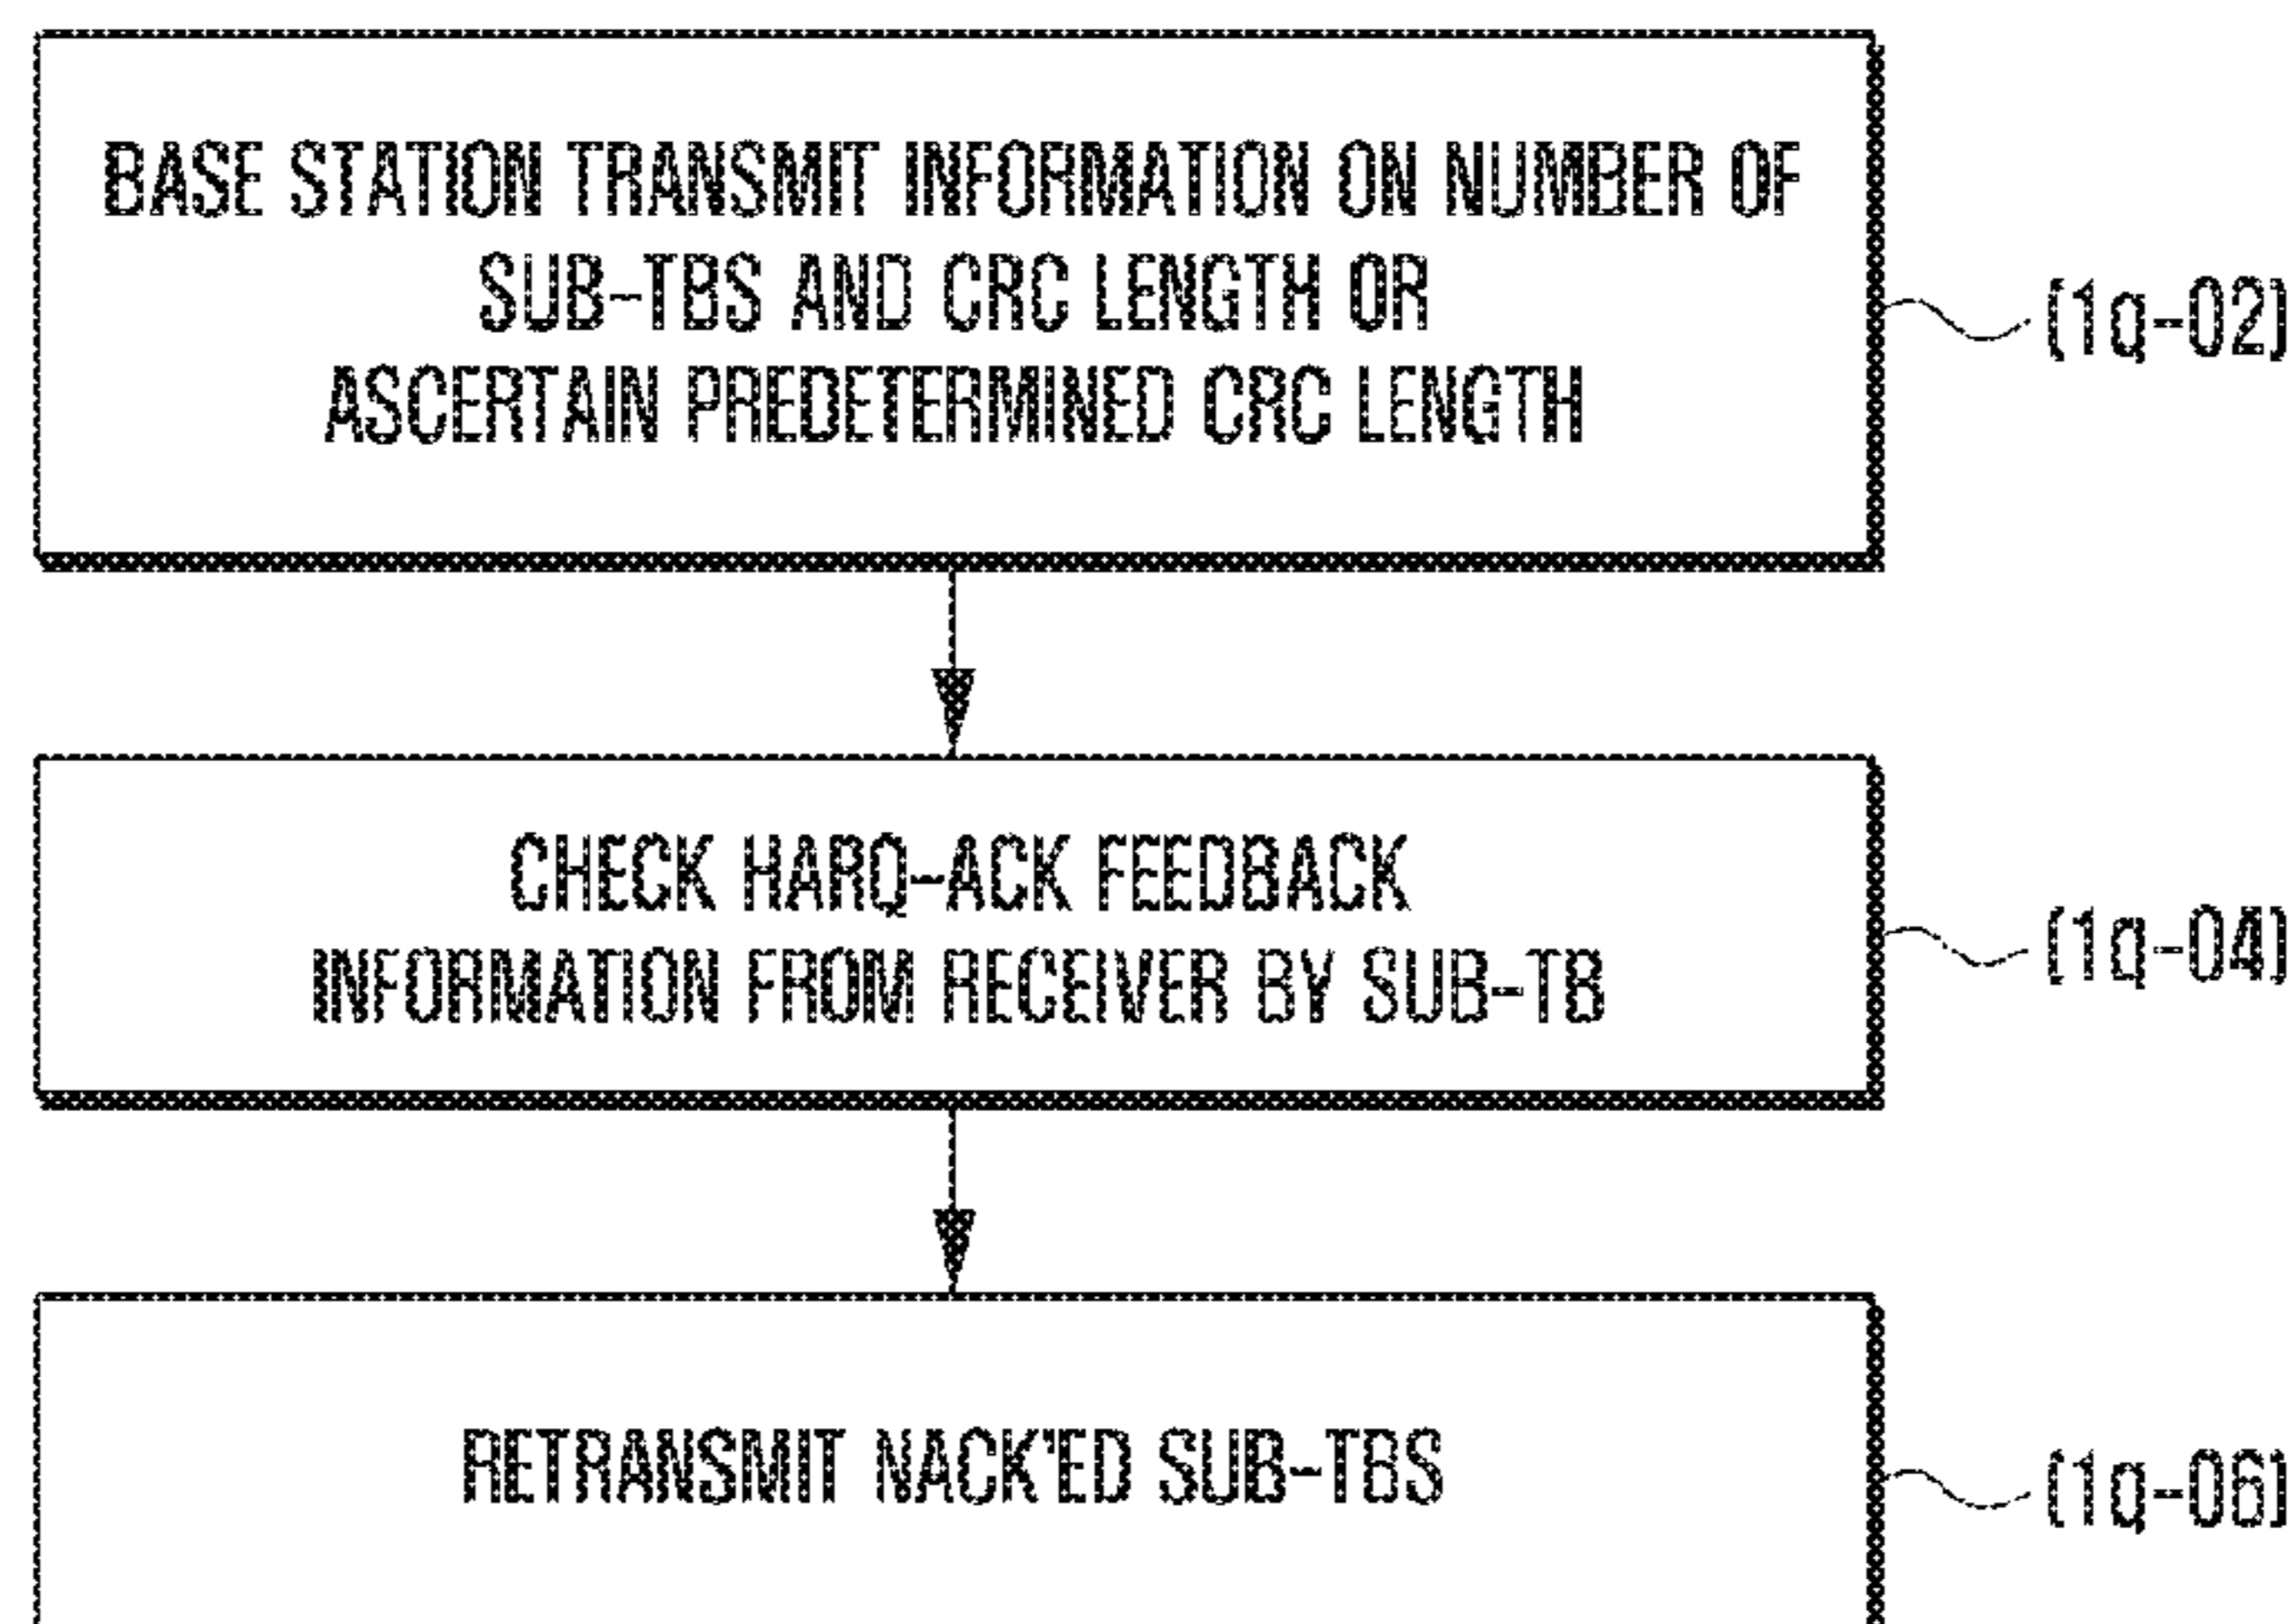 BASE STATION TRANSMIT INFORMATION ON NUMBER OF
SUB-TBS AND CRC LENGTH OR
ASCERTAIN PREDETERMINED CRC LENGTH
(1q-02)
CHECK HARQ-ACK FEEDBACK
INFORMATION FROM RECEIVER BY SUB-TB
(1q-04)
RETRANSMIT NACK'ED SUB-TBS
(1q-06)